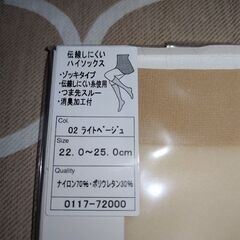 伝線しにくい
ハイソックス
・ゾッキタイプ
・伝線しにくい糸使用
・つま先スルー
・消臭加工付
Col.
02 ライトベージュ
Size
22.0〜25.0cm
Quality
ナイロン70%・ポリウレタン30%
0117-72000